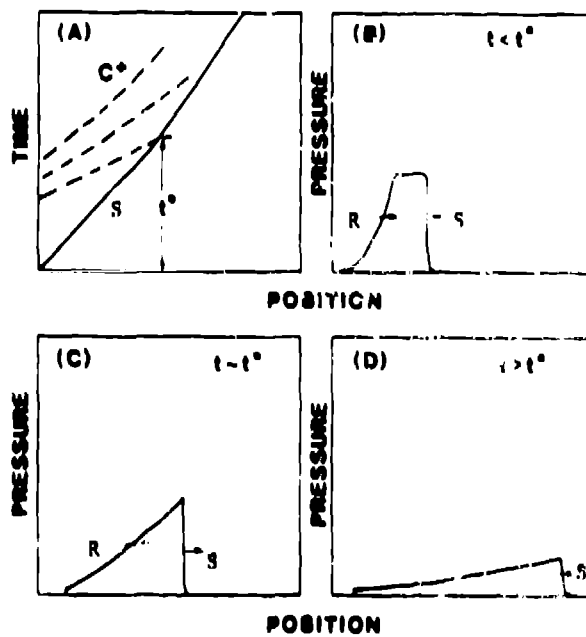 (A)
C+
TIME
S
t*
(B)
t < t*
PRESSURE
R
S
POSITION
(C)
t ~ t*
PRESSURE
R
S
(D)
t > t*
PRESSURE
S
POSITION